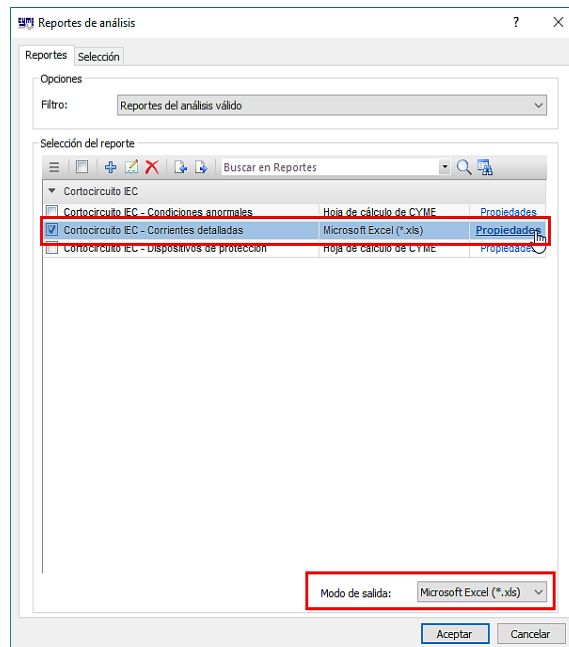 CYME Reportes de análisis ? X
Reportes Selección
Opciones
Filtro: Reportes del análisis válido
Selección del reporte
Buscar en Reportes
Cortocircuito IEC
Cortocircuito IEC - Condiciones anormales Hoja de cálculo de CYME Propiedades
Cortocircuito IEC - Corrientes detalladas Microsoft Excel (*.xls) Propiedades
Cortocircuito IEC - Dispositivos de protección Hoja de cálculo de CYME Propiedades
Modo de salida: Microsoft Excel (*.xls)
Aceptar Cancelar